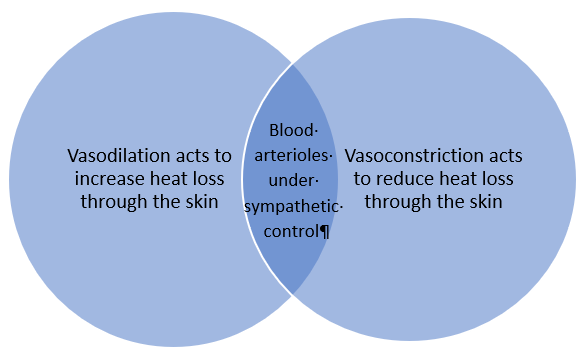 Vasodilation acts to
increase heat loss
through the skin
Blood·
arterioles·
under·
sympathetic·
control¶
Vasoconstriction acts
to reduce heat loss
through the skin